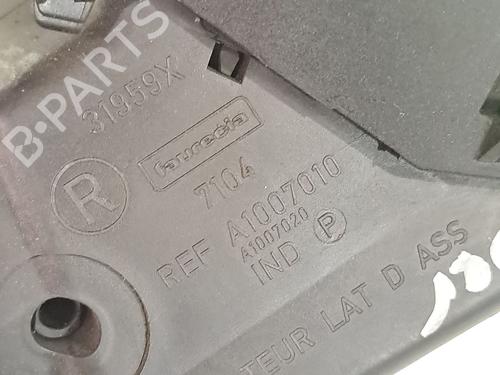 B-PARTS
31959X
faurecia
R
7104
REF A1007010
A1007020
IND P
TEUR LAT D ASS